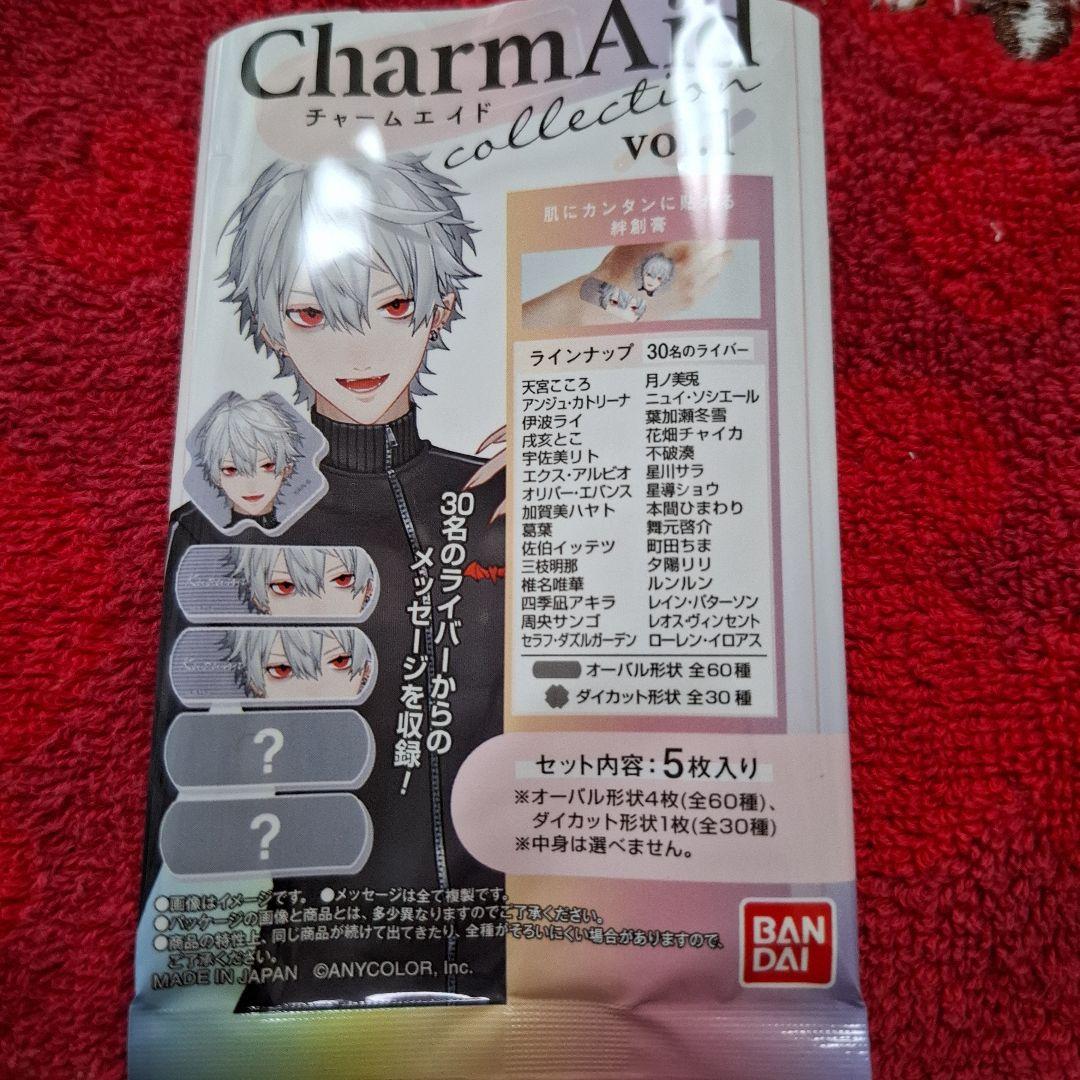 CharmAid
チャームエイド
collection
vol.1
肌にカンタンに貼れる
絆創膏
ラインナップ 30名のライバー
天宮こころ
アンジュ・カトリーナ
伊波ライ
戌亥とこ
宇佐美リト
エクス・アルビオ
オリバー・エバンス
加賀美ハヤト
葛葉
佐伯イッテツ
三枝明那
椎名唯華
四季凪アキラ
周央サンゴ
セラフ・ダズルガーデン
月ノ美兎
ニュイ・ソシエール
葉加瀬冬雪
花畑チャイカ
不破湊
星川サラ
星導ショウ
本間ひまわり
舞元啓介
町田ちま
夕陽リリ
ルンルン
レイン・パターソン
レオス・ヴィンセント
ローレン・イロアス
オーバル形状 全60種
ダイカット形状 全30種
30名のライバーからの
メッセージを収録!
?
?
セット内容:5枚入り
※オーバル形状4枚(全60種)、
ダイカット形状1枚(全30種)
※中身は選べません。
●画像はイメージです。 ●メッセージは全て複製です。
●パッケージの画像と商品とは、多少異なりますのでご了承ください。
●商品の特性上、同じ商品が続けて出てきたり、全種がそろいにくい場合がありますので、
ご了承ください。
MADE IN JAPAN ©ANYCOLOR, Inc.
BAN
DAI